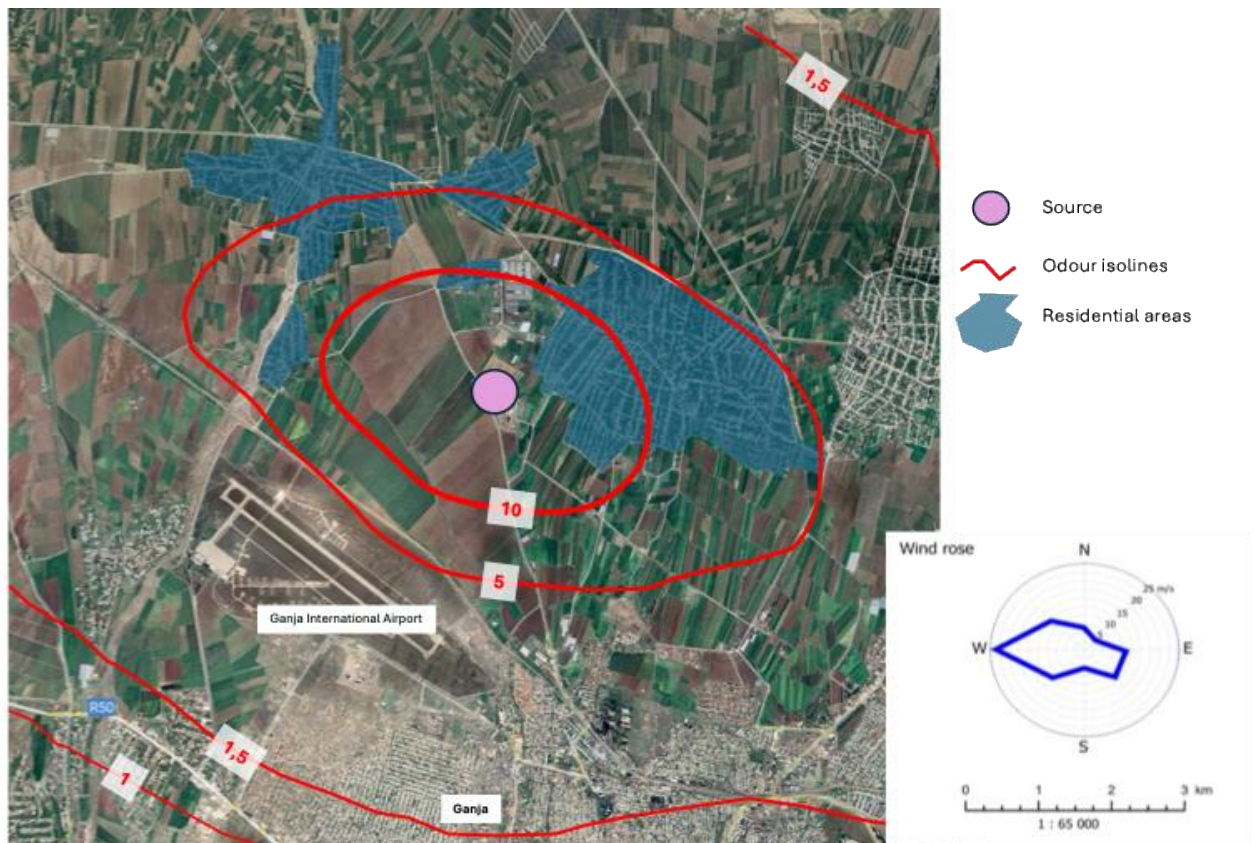 1,5
Source
Odour isolines
Residential areas
10
5
Ganja International Airport
R50
1,5
1
Ganja
Wind rose
N
25 m/s
20
15
10
5
W
E
S
0 1 2 3 km
1 : 65 000